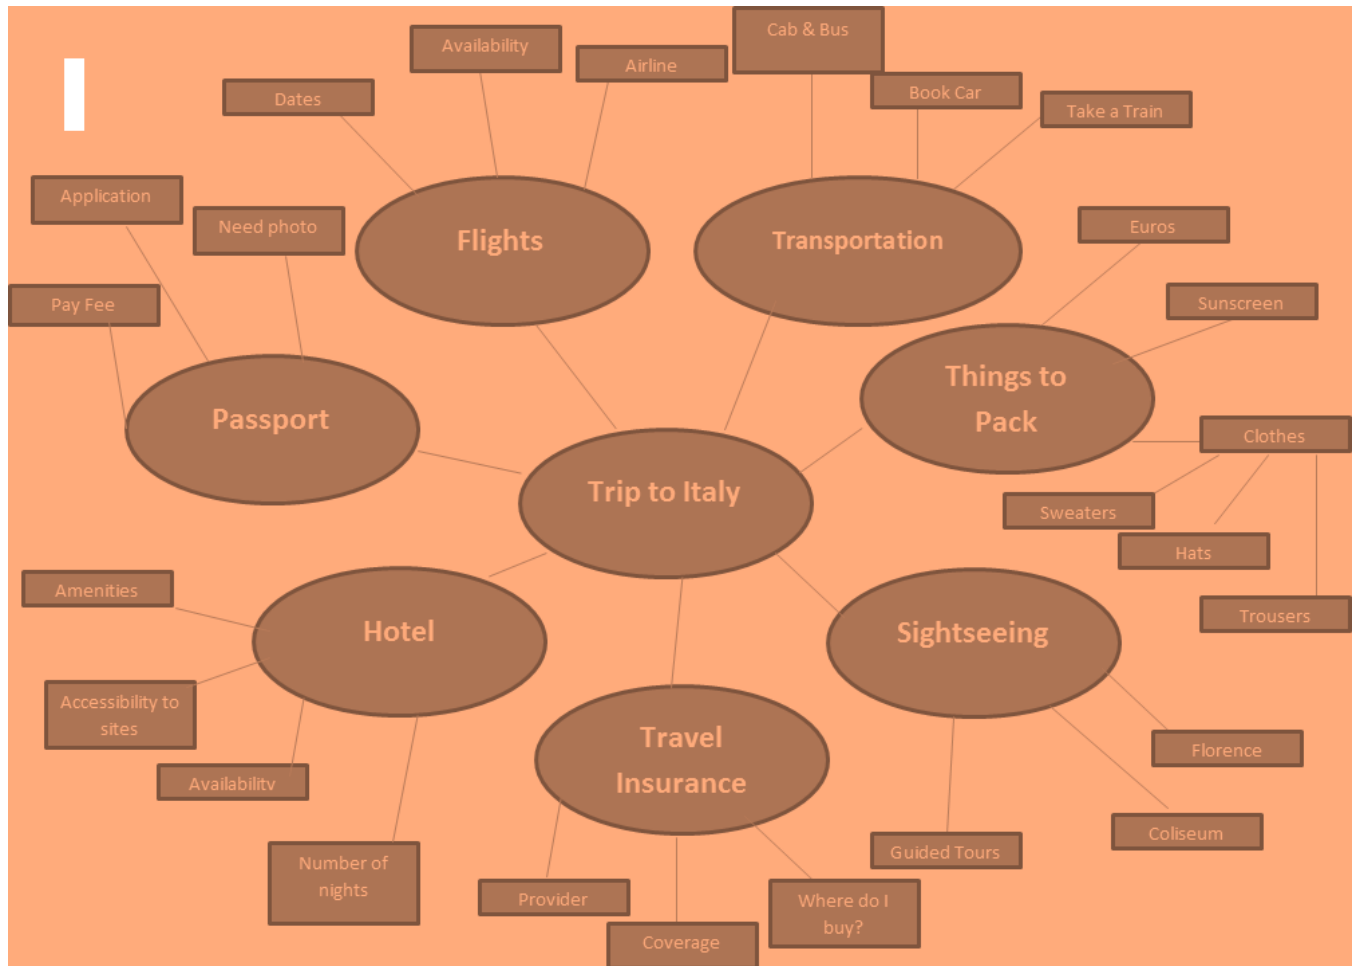 Cab & Bus
Availability
Airline
Dates
Book Car
Take a Train
Application
Need photo
Flights
Transportation
Euros
Pay Fee
Sunscreen
Passport
Things to
Pack
Clothes
Trip to Italy
Sweaters
Hats
Amenities
Hotel
Sightseeing
Trousers
Accessibility to
sites
Travel
Insurance
Florence
Availability
Coliseum
Guided Tours
Number of
nights
Provider
Where do I
buy?
Coverage